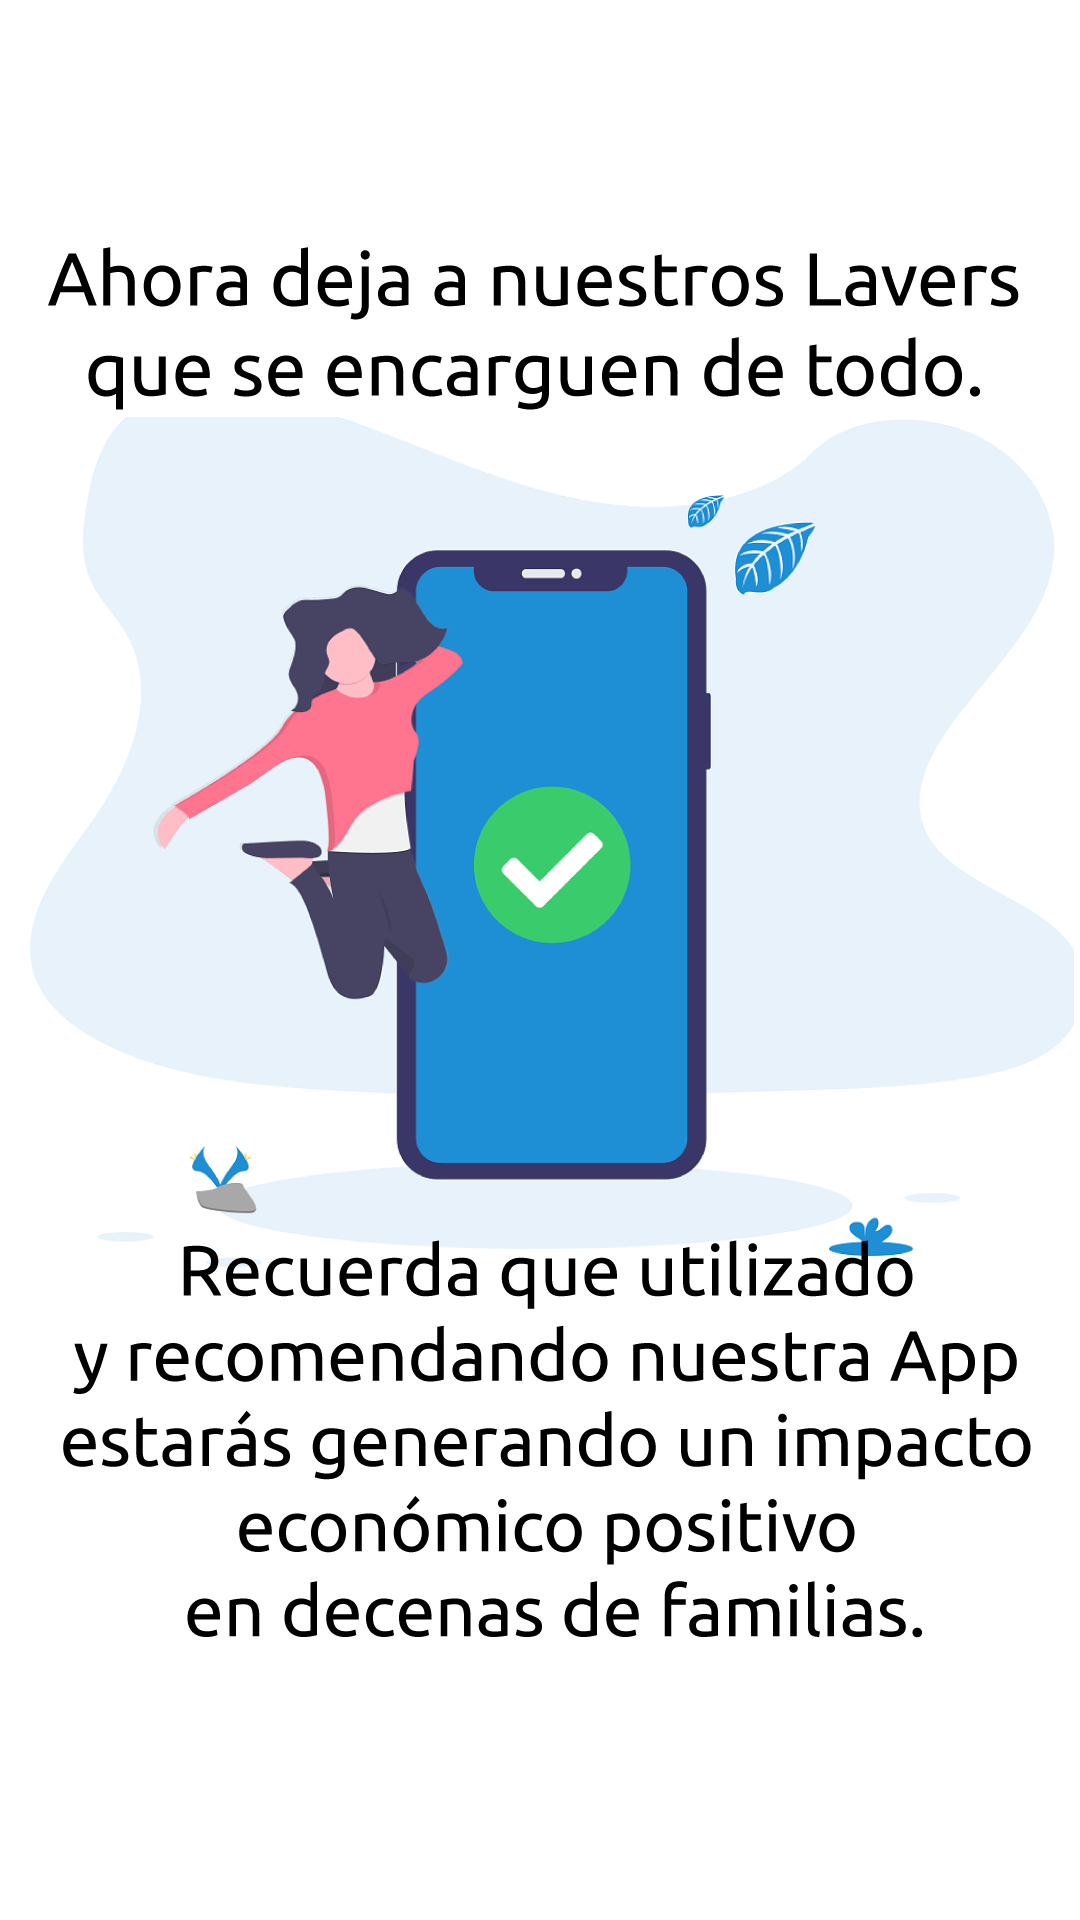 Ahora deja a nuestros Lavers
que se encarguen de todo.
Recuerda que utilizado
y recomendando nuestra App
estarás generando un impacto
económico positivo
en decenas de familias.